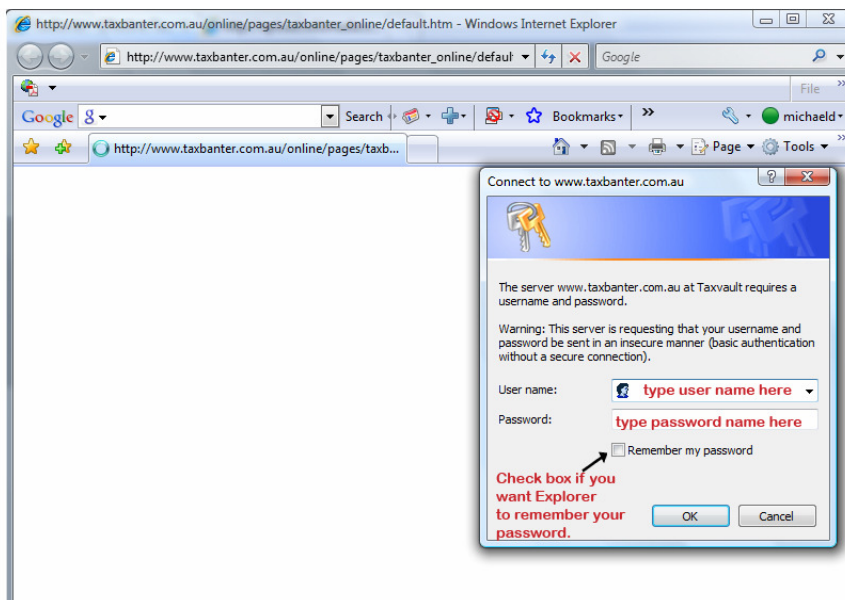 http://www.taxbanter.com.au/online/pages/taxbanter_online/default.htm - Windows Internet Explorer
http://www.taxbanter.com.au/online/pages/taxbanter_online/defaul
Google
File
Google
Search
Bookmarks
michaeld
http://www.taxbanter.com.au/online/pages/taxb...
Page
Tools
Connect to www.taxbanter.com.au
The server www.taxbanter.com.au at Taxvault requires a
username and password.
Warning: This server is requesting that your username and
password be sent in an insecure manner (basic authentication
without a secure connection).
User name:
type user name here
Password:
type password name here
Remember my password
Check box if you
want Explorer
to remember your
password.
OK
Cancel